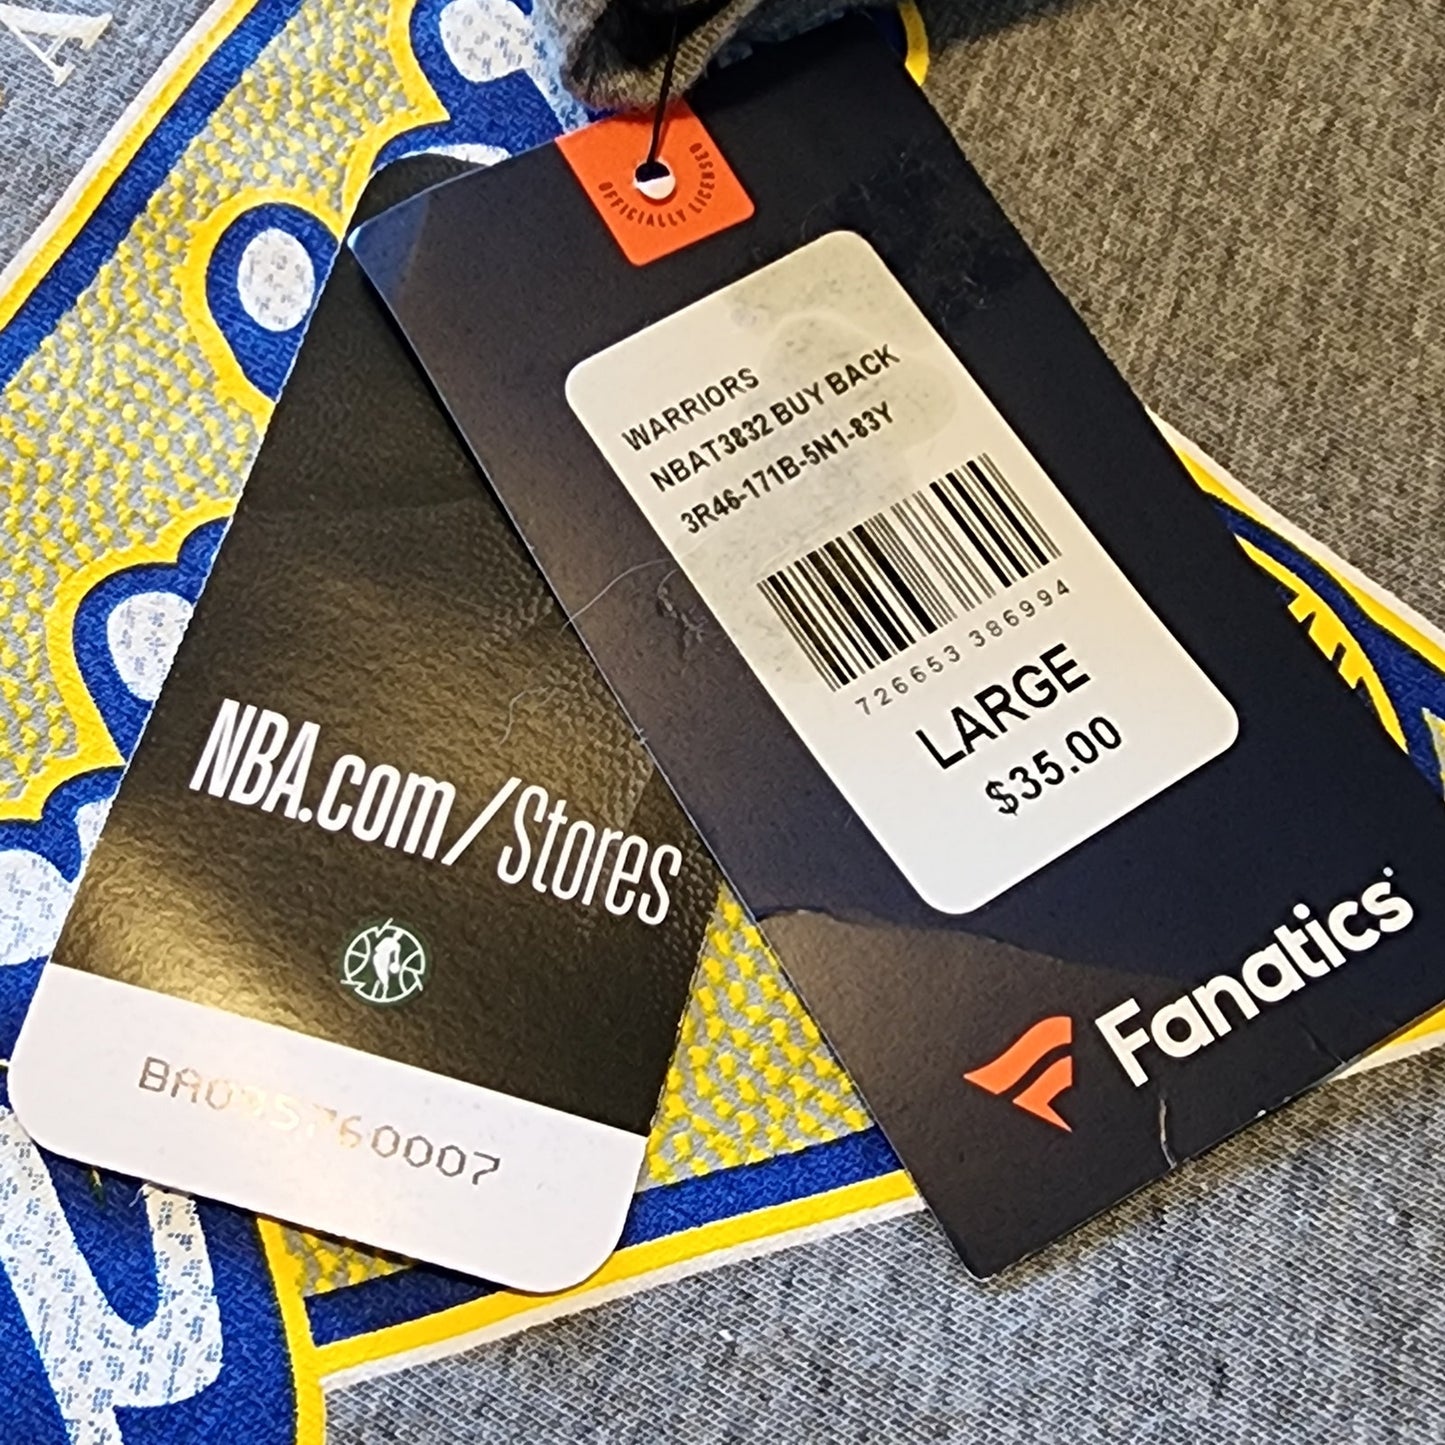 OFFICIALLY LICENSED
WARRIORS
NBAT3832 BUY BACK
3R46-171B-5N1-83Y
726653 386994
LARGE
$35.00
Fanatics
NBA.com/Stores
A